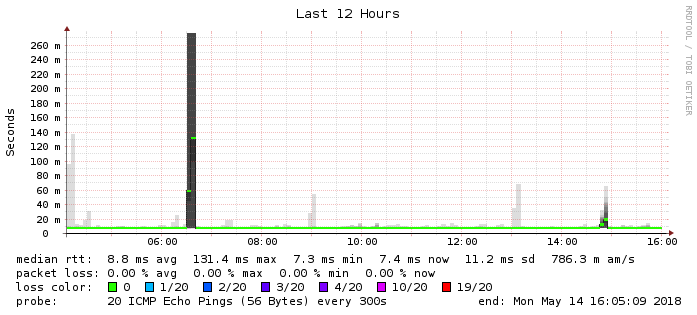 Last 12 Hours
RRDTOOL / TOBI OETIKER
Seconds
260 m
240 m
220 m
200 m
180 m
160 m
140 m
120 m
100 m
80 m
60 m
40 m
20 m
0
06:00 08:00 10:00 12:00 14:00 16:00
median rtt: 8.8 ms avg 131.4 ms max 7.3 ms min 7.4 ms now 11.2 ms sd 786.3 m am/s
packet loss: 0.00 % avg 0.00 % max 0.00 % min 0.00 % now
loss color: 0 1/20 2/20 3/20 4/20 10/20 19/20
probe: 20 ICMP Echo Pings (56 Bytes) every 300s end: Mon May 14 16:05:09 2018